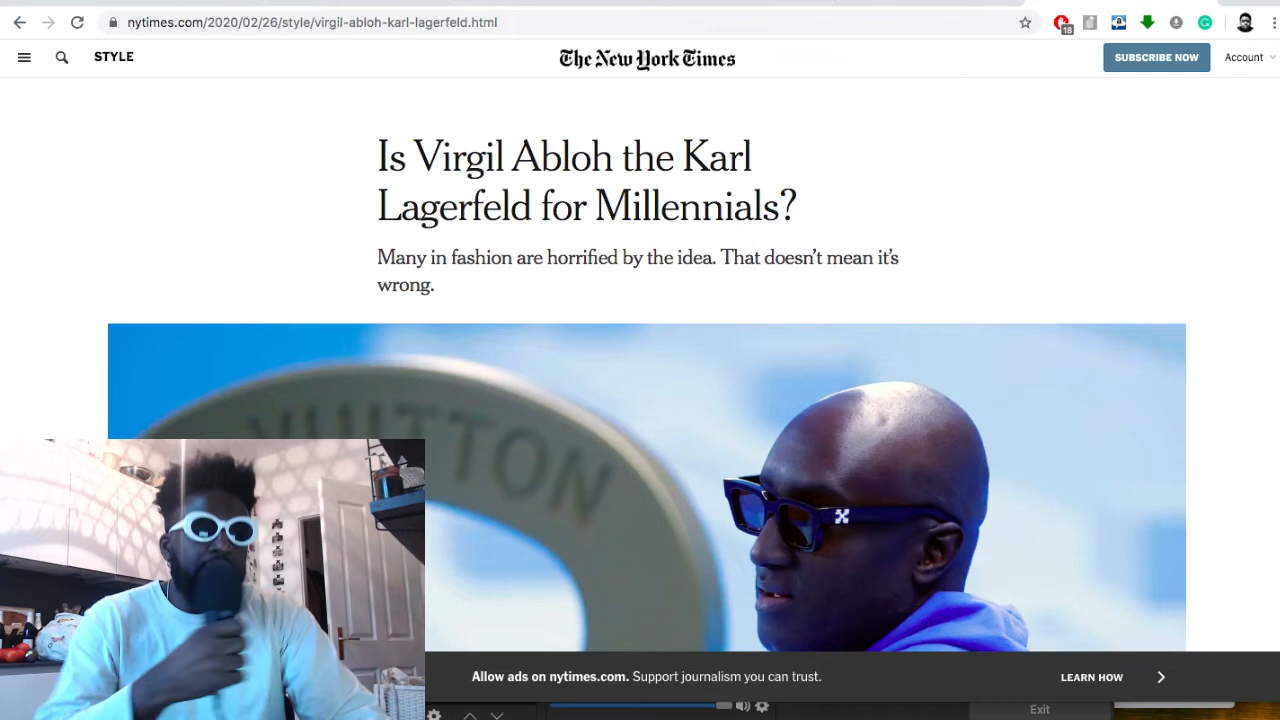 nytimes.com/2020/02/26/style/virgil-abloh-karl-lagerfeld.html
18
STYLE
The New York Times
SUBSCRIBE NOW
Account
Is Virgil Abloh the Karl
Lagerfeld for Millennials?
Many in fashion are horrified by the idea. That doesn't mean it's
wrong.
VUITTON
Allow ads on nytimes.com. Support journalism you can trust.
LEARN HOW
Exit